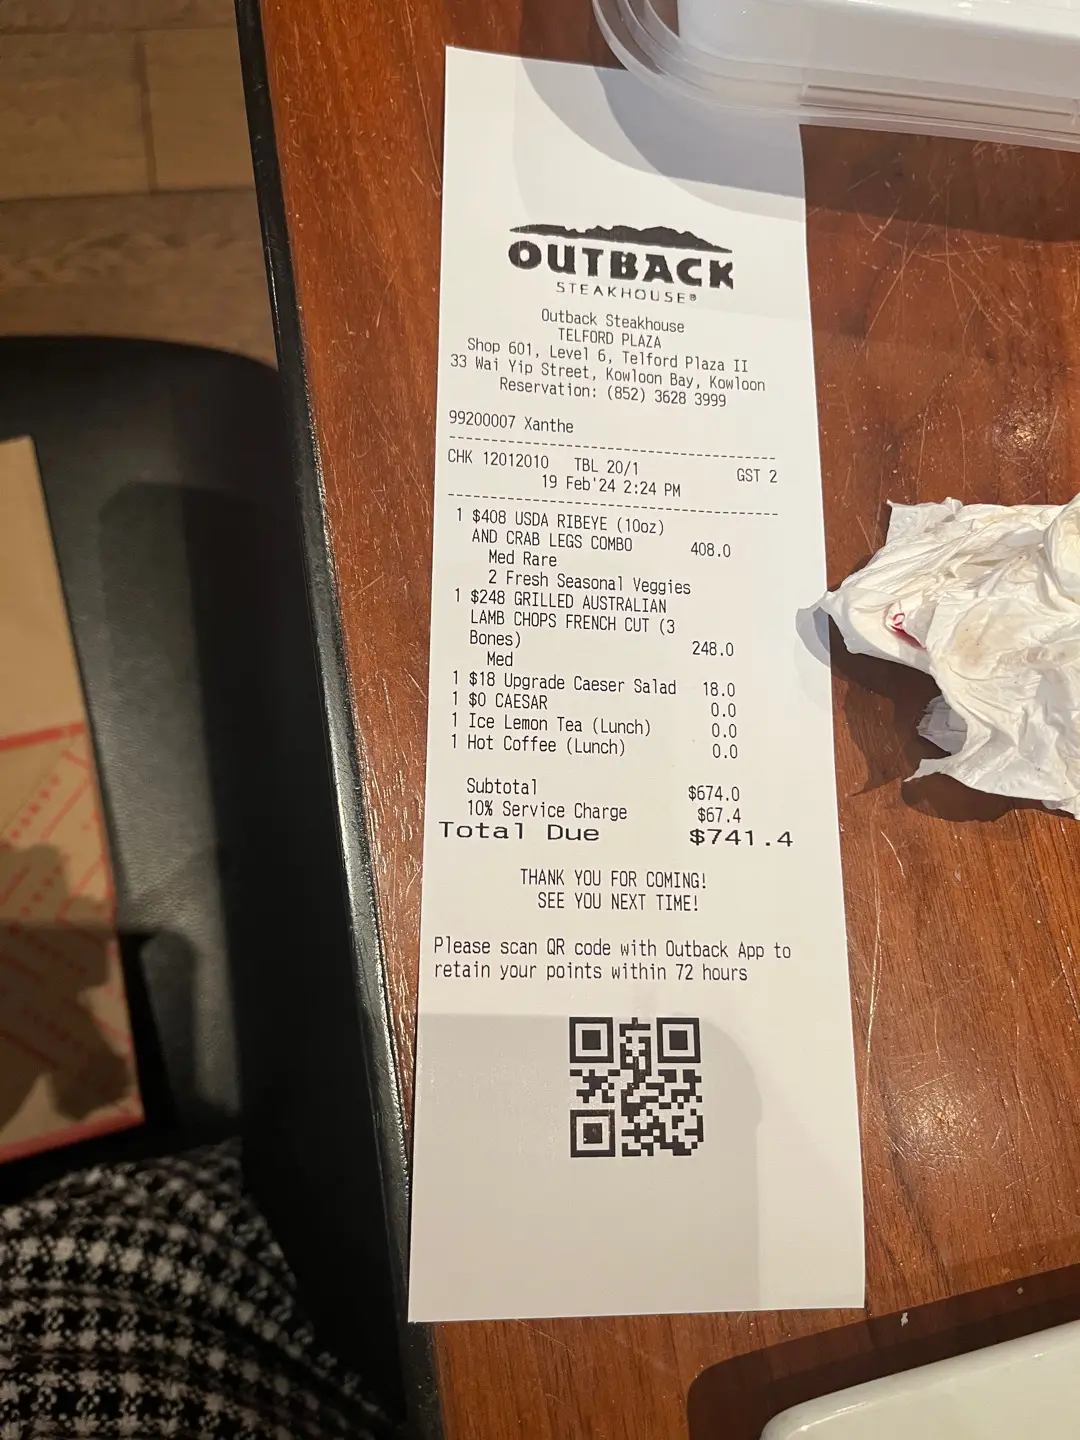 OUTBACK
STEAKHOUSE®
Outback Steakhouse
TELFORD PLAZA
Shop 601, Level 6, Telford Plaza II
33 Wai Yip Street, Kowloon Bay, Kowloon
Reservation: (852) 3628 3999
99200007 Xanthe
CHK 12012010 TBL 20/1 GST 2
19 Feb'24 2:24 PM
1 $408 USDA RIBEYE (10oz)
AND CRAB LEGS COMBO 408.0
Med Rare
2 Fresh Seasonal Veggies
1 $248 GRILLED AUSTRALIAN
LAMB CHOPS FRENCH CUT (3
Bones) 248.0
Med
1 $18 Upgrade Caeser Salad 18.0
1 $0 CAESAR 0.0
1 Ice Lemon Tea (Lunch) 0.0
1 Hot Coffee (Lunch) 0.0
Subtotal $674.0
10% Service Charge $67.4
Total Due $741.4
THANK YOU FOR COMING!
SEE YOU NEXT TIME!
Please scan QR code with Outback App to
retain your points within 72 hours